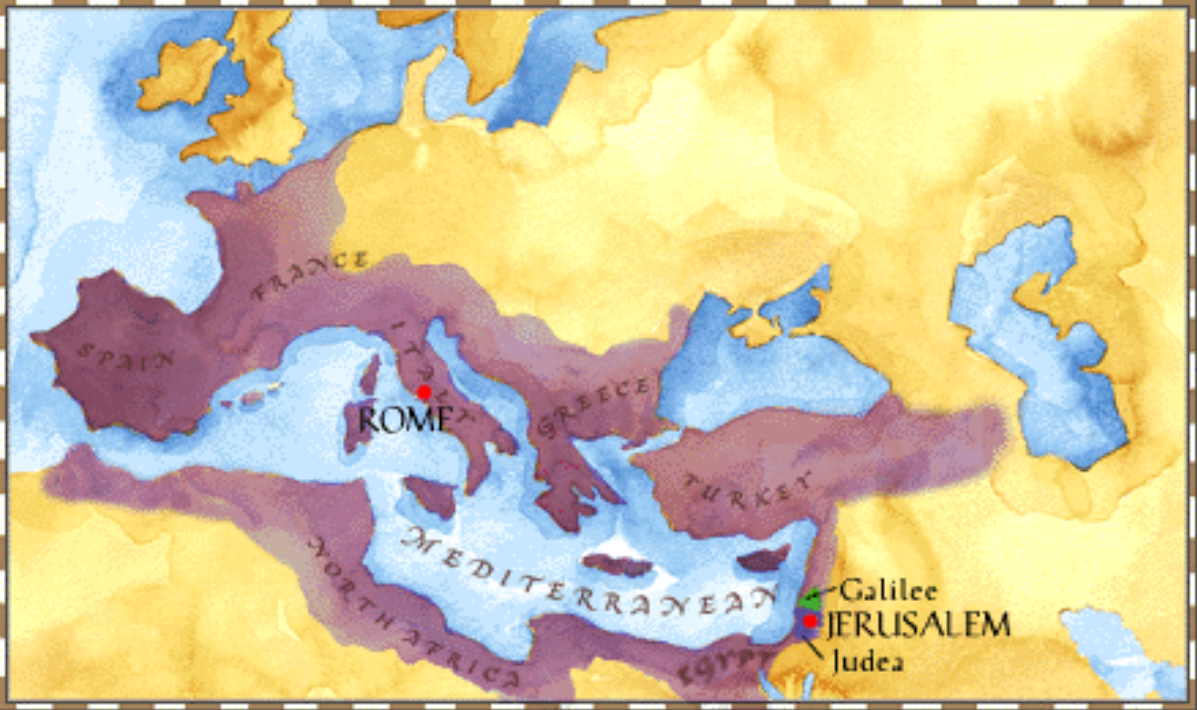 FRANCE
SPAIN
ITALY
ROME
GREECE
TURKEY
MEDITERRANEAN
NORTH AFRICA
EGYPT
Galilee
JERUSALEM
Judea